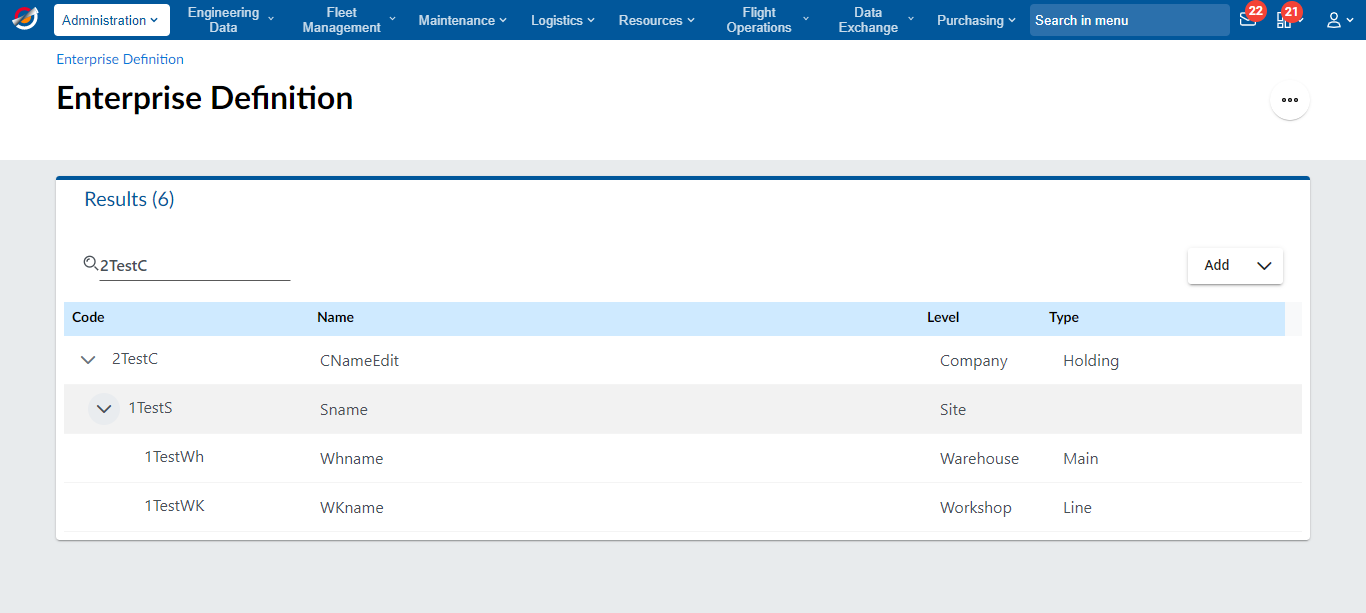 Administration
Engineering
Data
Fleet
Management
Maintenance
Logistics
Resources
Flight
Operations
Data
Exchange
Purchasing
Search in menu
22
21
Enterprise Definition
Enterprise Definition
Results (6)
2TestC
Add
Code Name Level Type
2TestC CNameEdit Company Holding
1TestS Sname Site
1TestWh Whname Warehouse Main
1TestWK WKname Workshop Line